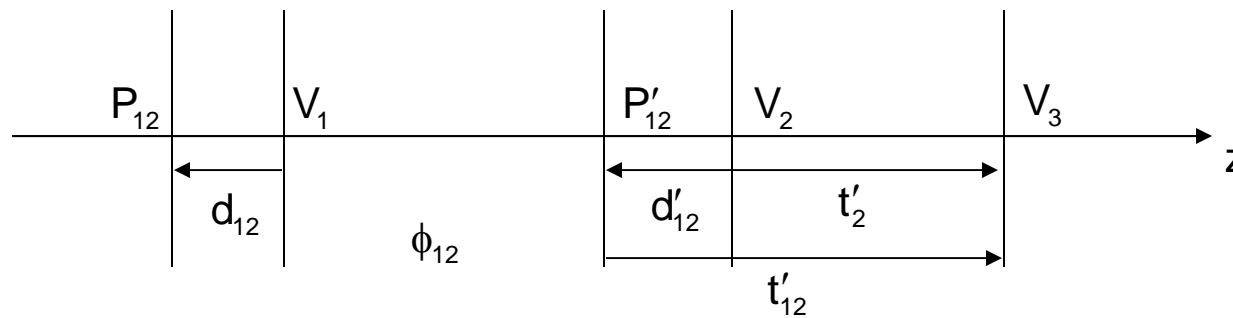 P₁₂ V₁ P′₁₂ V₂ V₃
z
d₁₂ d′₁₂ t′₂
ϕ₁₂
t′₁₂